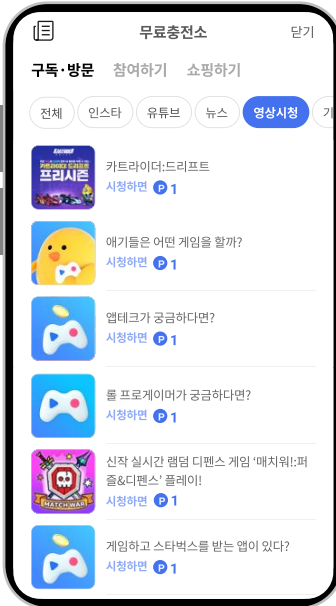 무료충전소
닫기
구독·방문 참여하기 쇼핑하기
전체 인스타 유튜브 뉴스 영상시청
카트라이더:드리프트
시청하면 P 1
프리시즌
애기들은 어떤 게임을 할까?
시청하면 P 1
앱테크가 궁금하다면?
시청하면 P 1
롤 프로게이머가 궁금하다면?
시청하면 P 1
신작 실시간 램덤 디펜스 게임 '매치워!:퍼
즐&디펜스' 플레이!
시청하면 P 1
MATCH WAR
게임하고 스타벅스를 받는 앱이 있다?
시청하면 P 1